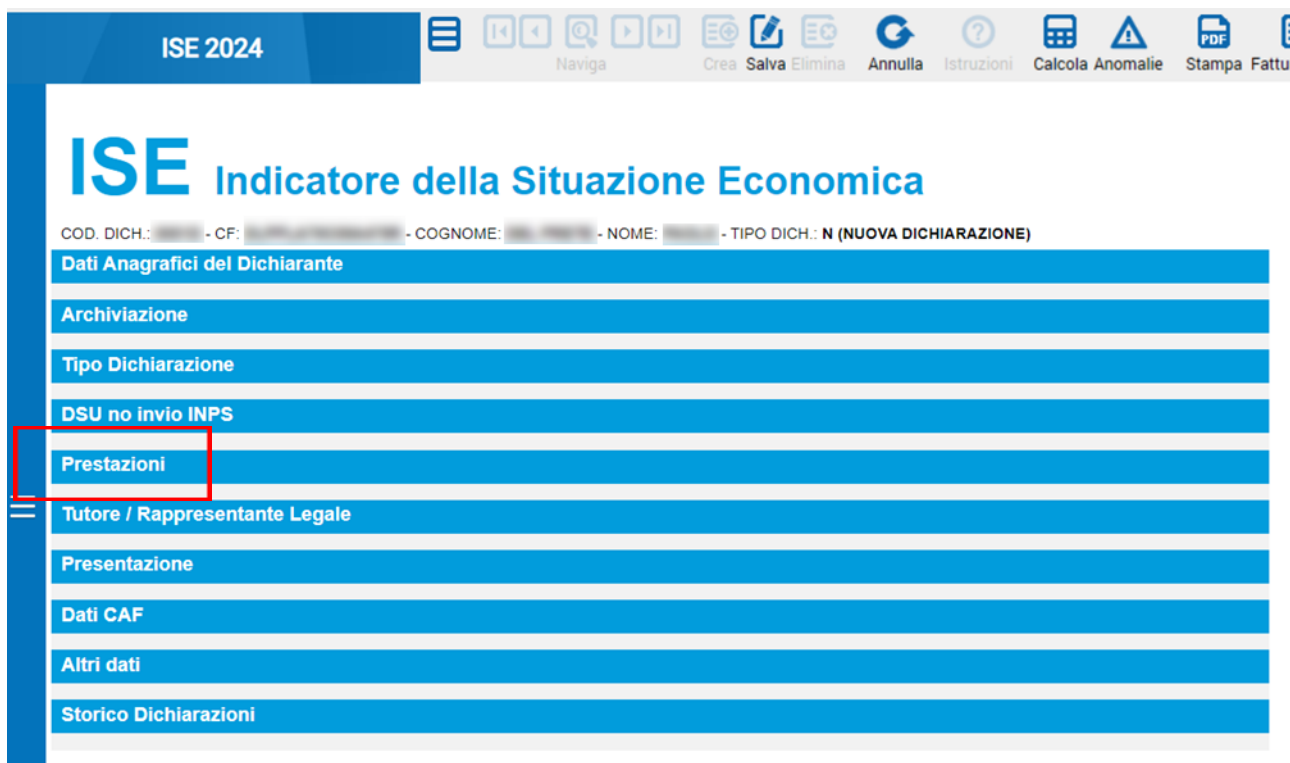 ISE 2024
Naviga
Crea Salva Elimina Annulla Istruzioni Calcola Anomalie Stampa Fattu
PDF
ISE Indicatore della Situazione Economica
COD. DICH.: - CF: - COGNOME: - NOME: - TIPO DICH.: N (NUOVA DICHIARAZIONE)
Dati Anagrafici del Dichiarante
Archiviazione
Tipo Dichiarazione
DSU no invio INPS
Prestazioni
Tutore / Rappresentante Legale
Presentazione
Dati CAF
Altri dati
Storico Dichiarazioni